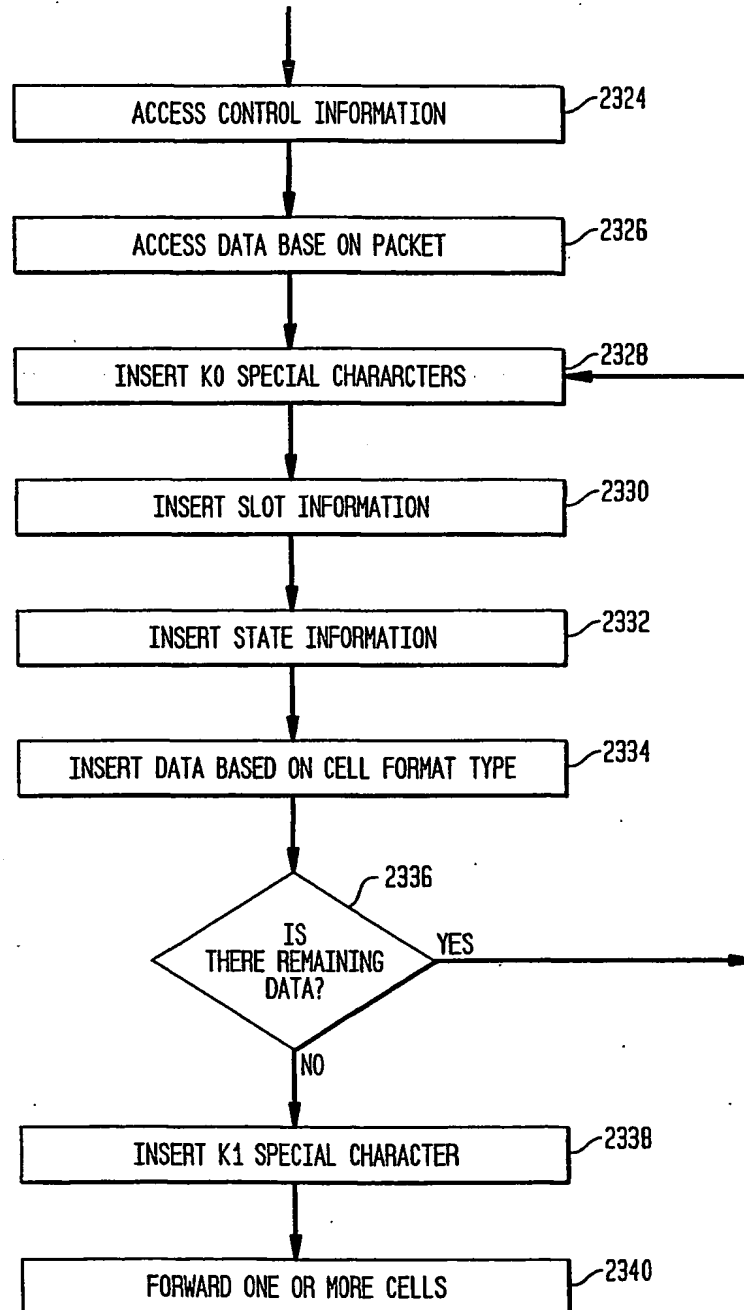 ACCESS CONTROL INFORMATION
2324
ACCESS DATA BASE ON PACKET
2326
INSERT K0 SPECIAL CHARARCTERS
2328
INSERT SLOT INFORMATION
2330
INSERT STATE INFORMATION
2332
INSERT DATA BASED ON CELL FORMAT TYPE
2334
2336
IS
THERE REMAINING
DATA?
YES
NO
INSERT K1 SPECIAL CHARACTER
2338
FORWARD ONE OR MORE CELLS
2340